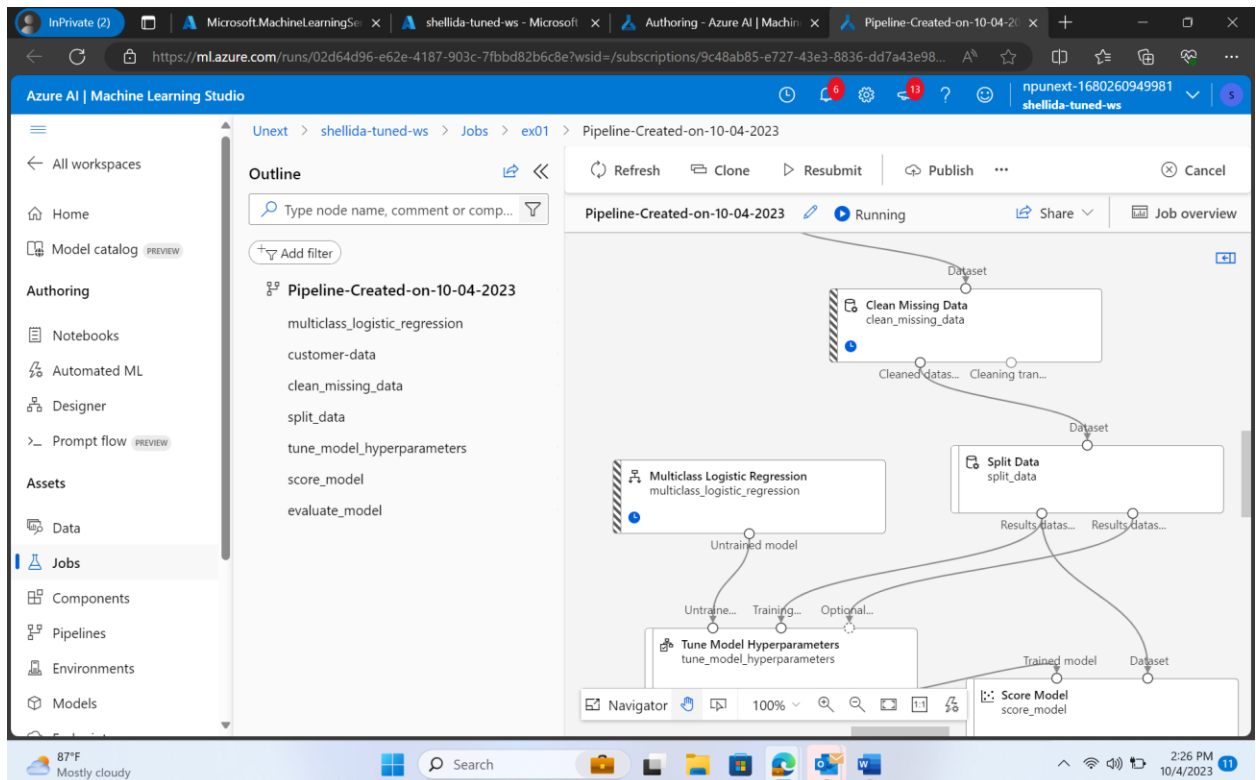 InPrivate (2)
Microsoft.MachineLearningSe
shellida-tuned-ws - Microsoft
Authoring - Azure AI | Machin
Pipeline-Created-on-10-04-20
https://ml.azure.com/runs/02d64d96-e62e-4187-903c-7fbbd82b6c8e?wsid=/subscriptions/9c48ab85-e727-43e3-8836-dd7a43e98...
Azure AI | Machine Learning Studio
6
13
npunext-1680260949981
shellida-tuned-ws
S
All workspaces
Home
Model catalog PREVIEW
Authoring
Notebooks
Automated ML
Designer
Prompt flow PREVIEW
Assets
Data
Jobs
Components
Pipelines
Environments
Models
Unext > shellida-tuned-ws > Jobs > ex01 > Pipeline-Created-on-10-04-2023
Outline
Type node name, comment or comp...
Add filter
Pipeline-Created-on-10-04-2023
multiclass_logistic_regression
customer-data
clean_missing_data
split_data
tune_model_hyperparameters
score_model
evaluate_model
Refresh Clone Resubmit Publish ... Cancel
Pipeline-Created-on-10-04-2023 Running Share Job overview
Dataset
Clean Missing Data
clean_missing_data
Cleaned datas... Cleaning tran...
Dataset
Split Data
split_data
Results datas... Results datas...
Multiclass Logistic Regression
multiclass_logistic_regression
Untrained model
Untraine... Training... Optional...
Tune Model Hyperparameters
tune_model_hyperparameters
Trained model Dataset
Score Model
score_model
Navigator 100% 1:1
87°F
Mostly cloudy
Search
2:26 PM
10/4/2023
11